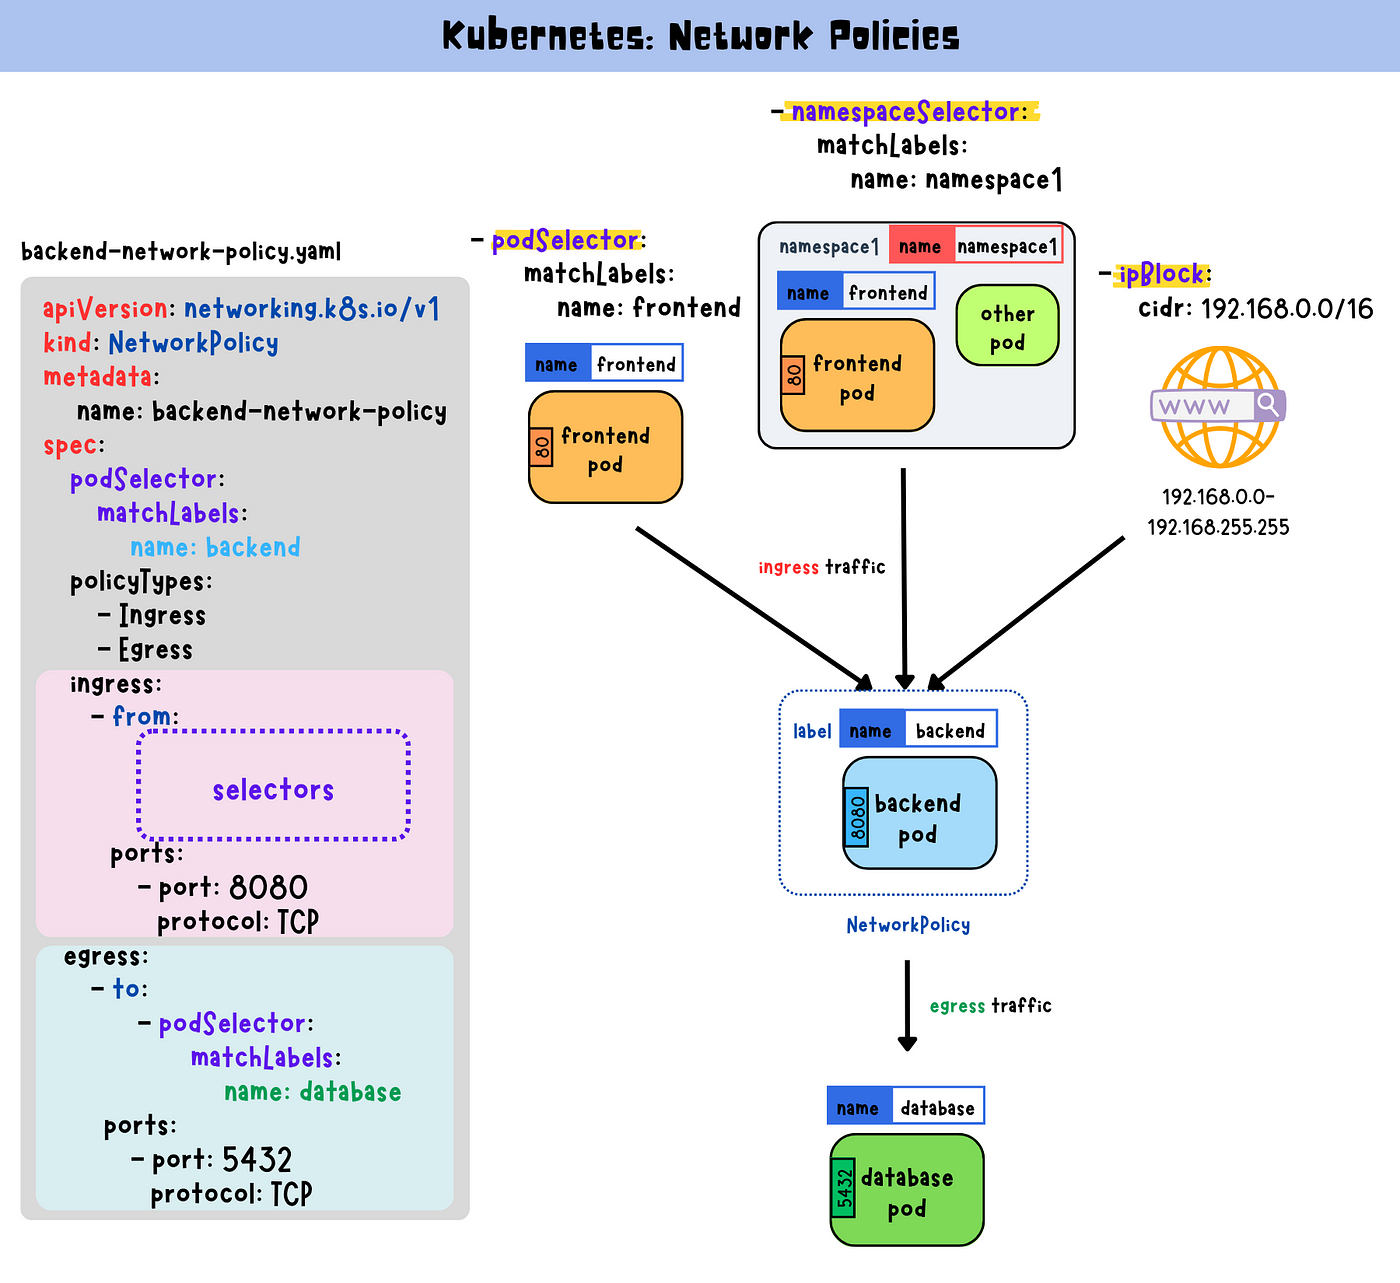 Kubernetes: Network Policies
backend-network-policy.yaml
apiVersion: networking.k8s.io/v1
kind: NetworkPolicy
metadata:
name: backend-network-policy
spec:
podSelector:
matchLabels:
name: backend
policyTypes:
- Ingress
- Egress
ingress:
- from:
selectors
ports:
- port: 8080
protocol: TCP
egress:
- to:
- podSelector:
matchLabels:
name: database
ports:
- port: 5432
protocol: TCP
- podSelector:
matchLabels:
name: frontend
name frontend
80
frontend
pod
- namespaceSelector:
matchLabels:
name: namespace1
namespace1 name namespace1
name frontend
80
frontend
pod
other
pod
- ipBlock:
cidr: 192.168.0.0/16
WWW
192.168.0.0-
192.168.255.255
ingress traffic
label name backend
8080
backend
pod
NetworkPolicy
egress traffic
name database
5432
database
pod